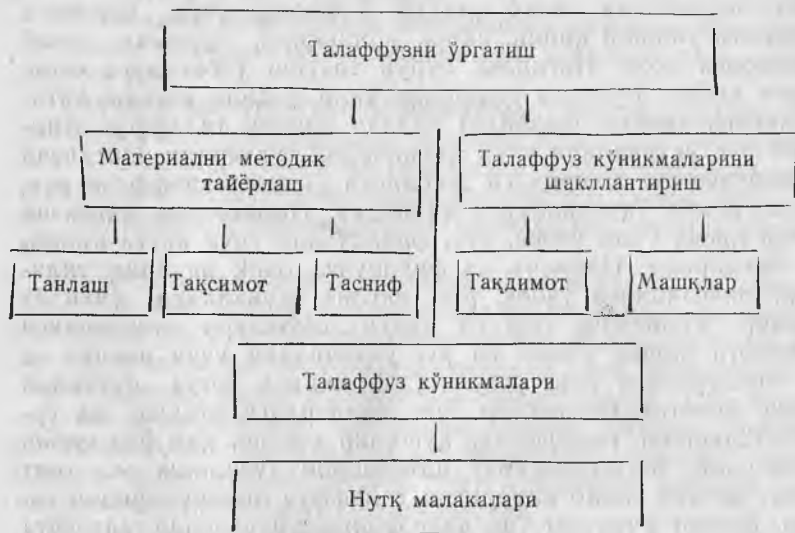 Талаффузни ўргатиш
Материални методик
тайёрлаш
Талаффуз кўникмаларини
шакллантириш
Танлаш
Тақсимот
Тасниф
Тақдимот
Машқлар
Талаффуз кўникмалари
Нутқ малакалари